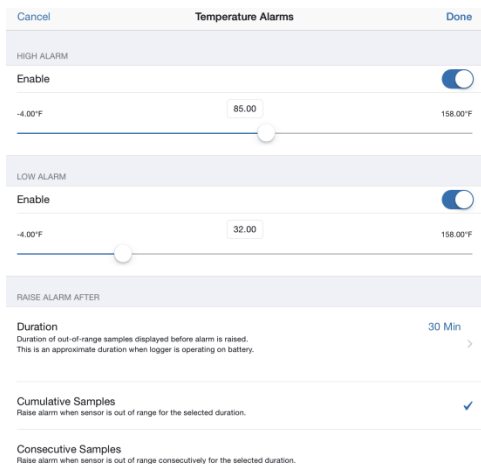 Cancel Temperature Alarms Done
HIGH ALARM
Enable
-4.00°F 85.00 158.00°F
LOW ALARM
Enable
-4.00°F 32.00 158.00°F
RAISE ALARM AFTER
Duration 30 Min
Duration of out-of-range samples displayed before alarm is raised.
This is an approximate duration when logger is operating on battery.
Cumulative Samples
Raise alarm when sensor is out of range for the selected duration.
Consecutive Samples
Raise alarm when sensor is out of range consecutively for the selected duration.